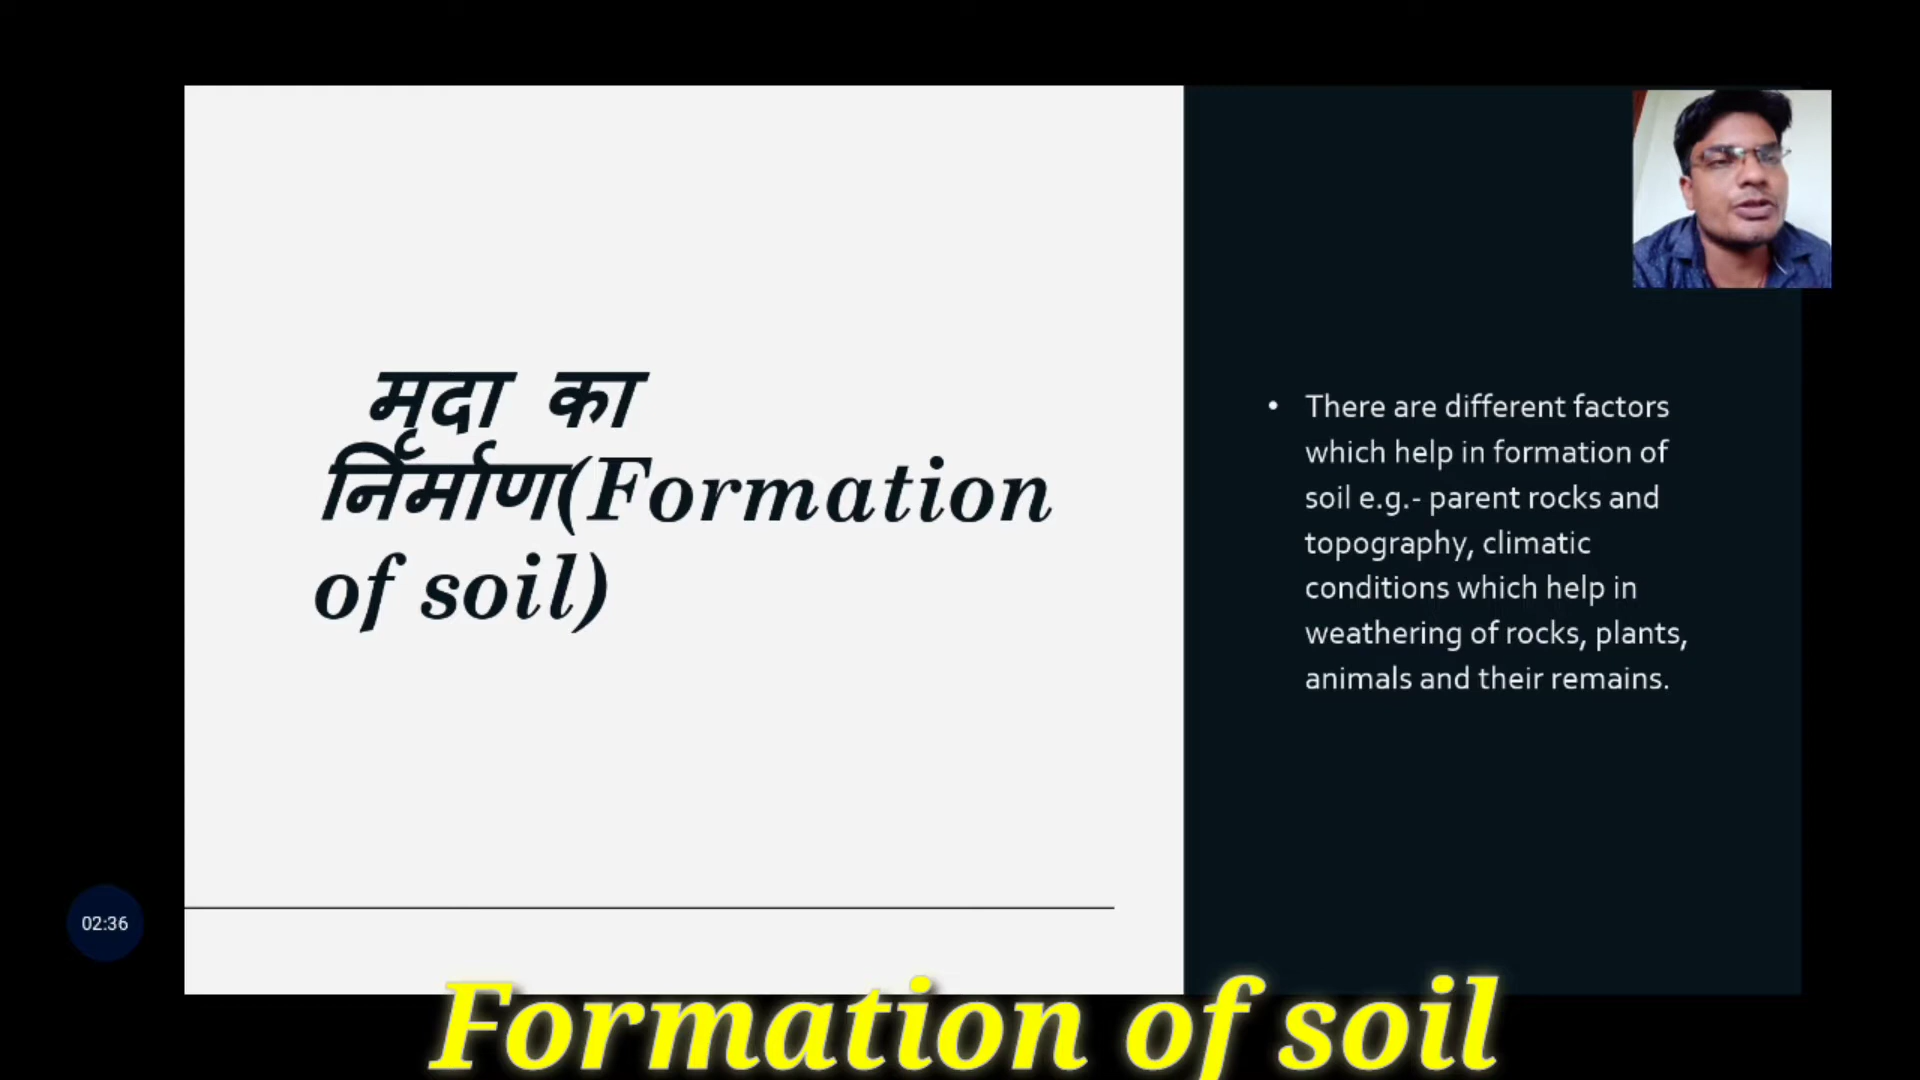 मृदा का
निर्माण(Formation
of soil)
• There are different factors
which help in formation of
soil e.g.- parent rocks and
topography, climatic
conditions which help in
weathering of rocks, plants,
animals and their remains.
02:36
Formation of soil